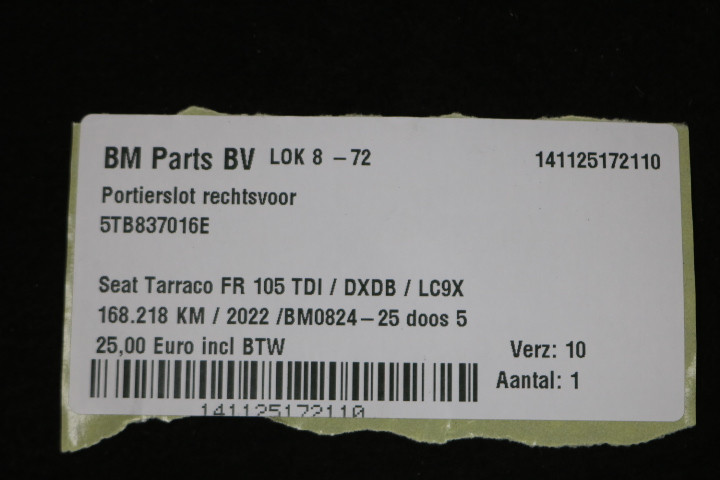 BM Parts BV LOK 8 - 72 141125172110
Portierslot rechtsvoor
5TB837016E
Seat Tarraco FR 105 TDI / DXDB / LC9X
168.218 KM / 2022 /BM0824-25 doos 5
25,00 Euro incl BTW
Verz: 10
Aantal: 1
141125172110